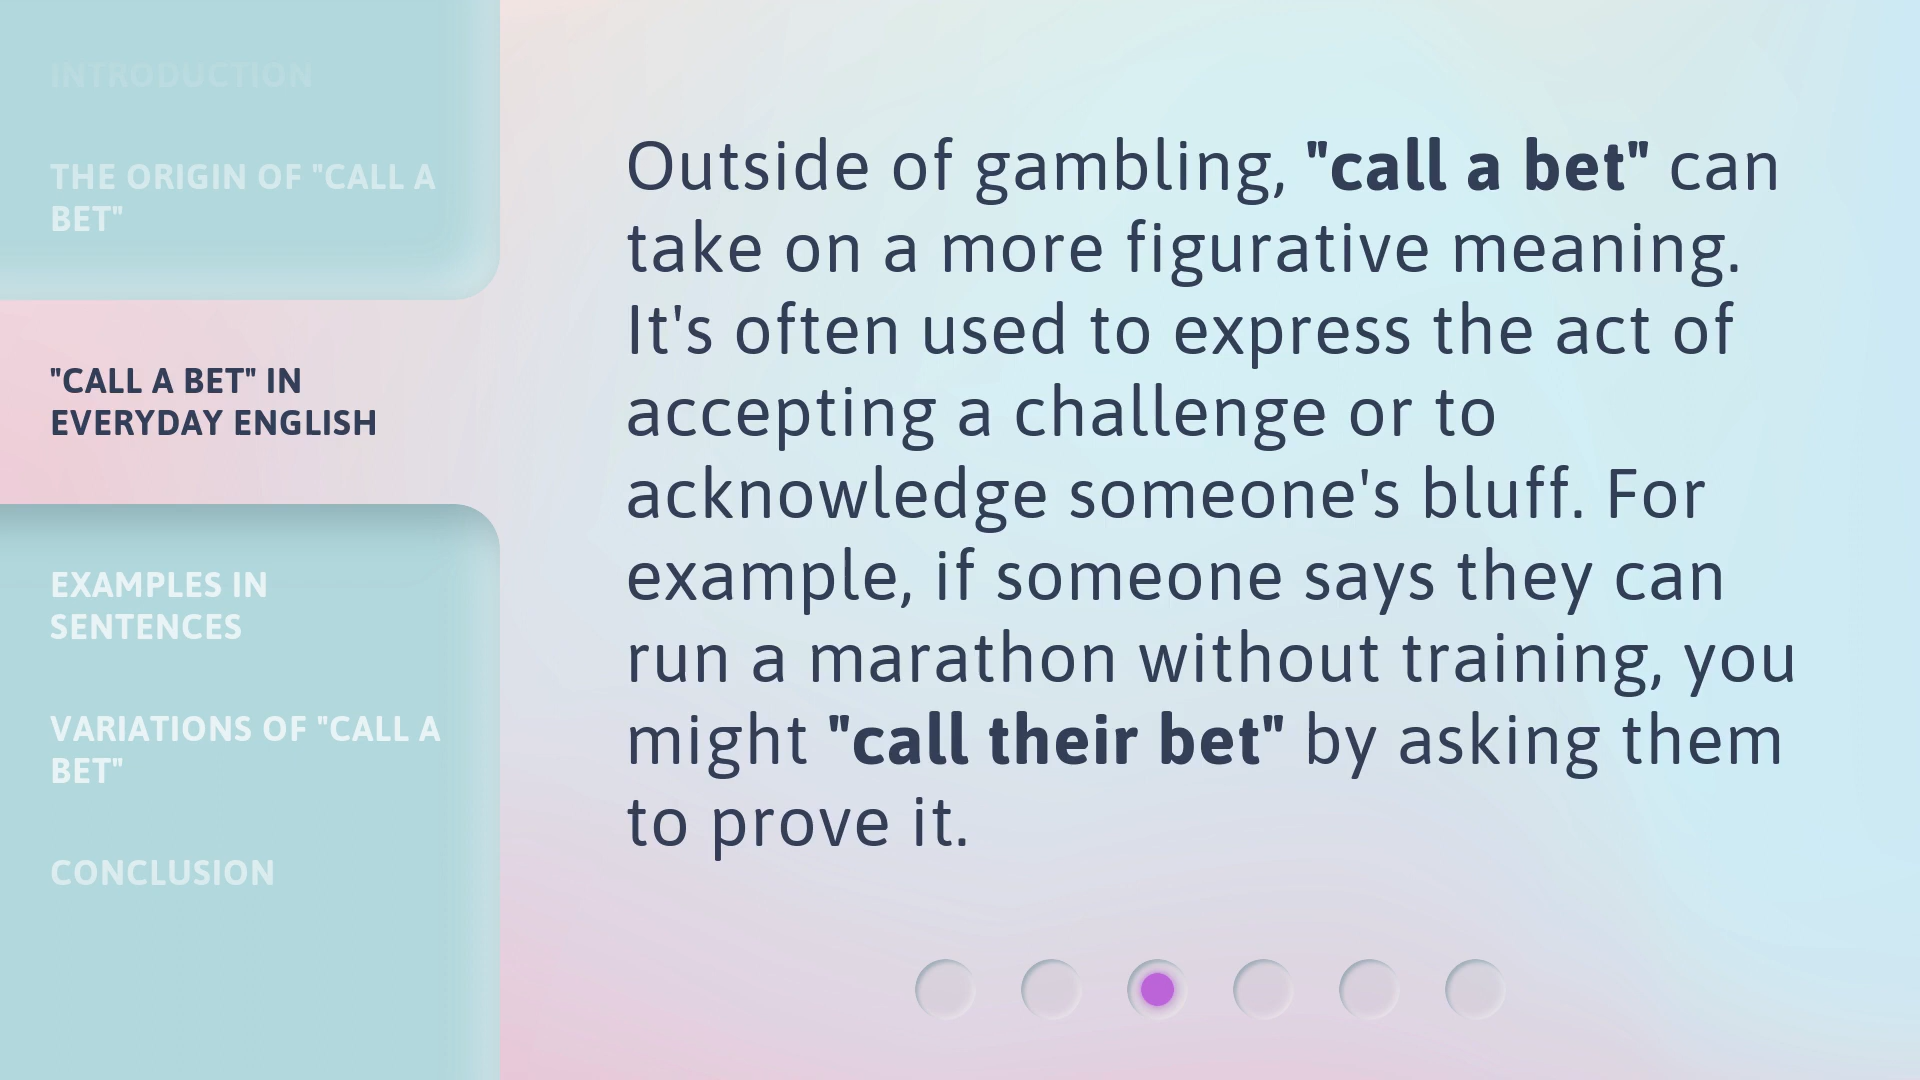 INTRODUCTION
THE ORIGIN OF "CALL A
BET"
"CALL A BET" IN
EVERYDAY ENGLISH
EXAMPLES IN
SENTENCES
VARIATIONS OF "CALL A
BET"
CONCLUSION
Outside of gambling, "call a bet" can
take on a more figurative meaning.
It's often used to express the act of
accepting a challenge or to
acknowledge someone's bluff. For
example, if someone says they can
run a marathon without training, you
might "call their bet" by asking them
to prove it.